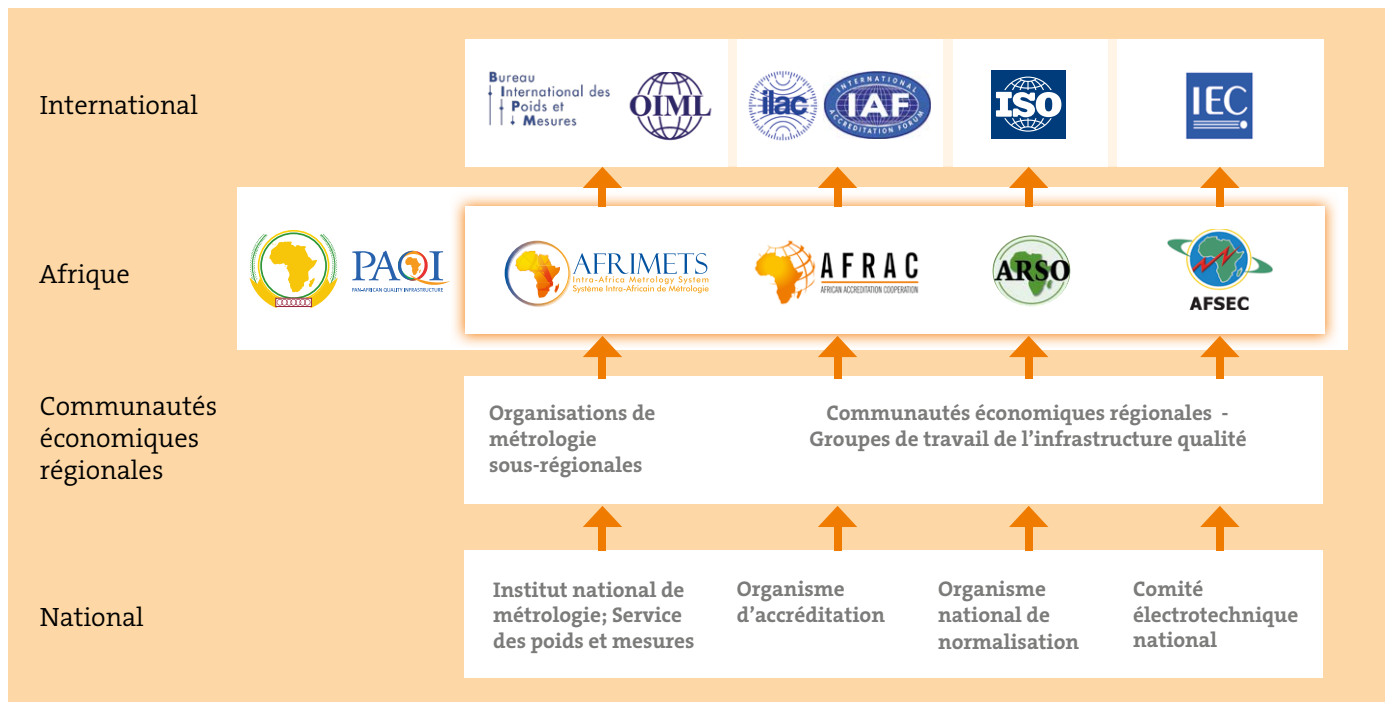 International
Bureau
International des
Poids et
Mesures
OIML
ilac
INTERNATIONAL
IAF
ACCREDITATION FORUM
ISO
IEC
Afrique
PAQI
PAN-AFRICAN QUALITY INFRASTRUCTURE
AFRIMETS
Intra-Africa Metrology System
Système Intra-Africain de Métrologie
AFRAC
AFRICAN ACCREDITATION COOPERATION
ARSO
AFSEC
Communautés
économiques
régionales
Organisations de
métrologie
sous-régionales
Communautés économiques régionales -
Groupes de travail de l’infrastructure qualité
National
Institut national de
métrologie; Service
des poids et mesures
Organisme
d’accréditation
Organisme
national de
normalisation
Comité
électrotechnique
national